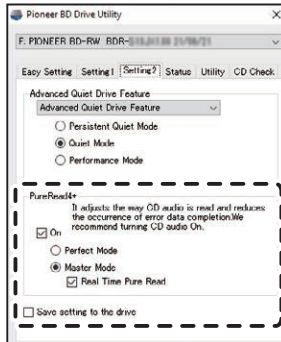 Pioneer BD Drive Utility
F. PIONEER BD-RW BDR-
Easy Setting Setting1 Setting2 Status Utility CD Check
Advanced Quiet Drive Feature
Advanced Quiet Drive Feature
Persistent Quiet Mode
Quiet Mode
Performance Mode
PureRead4+
It adjusts the way CD audio is read and reduces
the occurrence of error data completion.We
recommend turning CD audio On.
On
Perfect Mode
Master Mode
Real Time Pure Read
Save setting to the drive